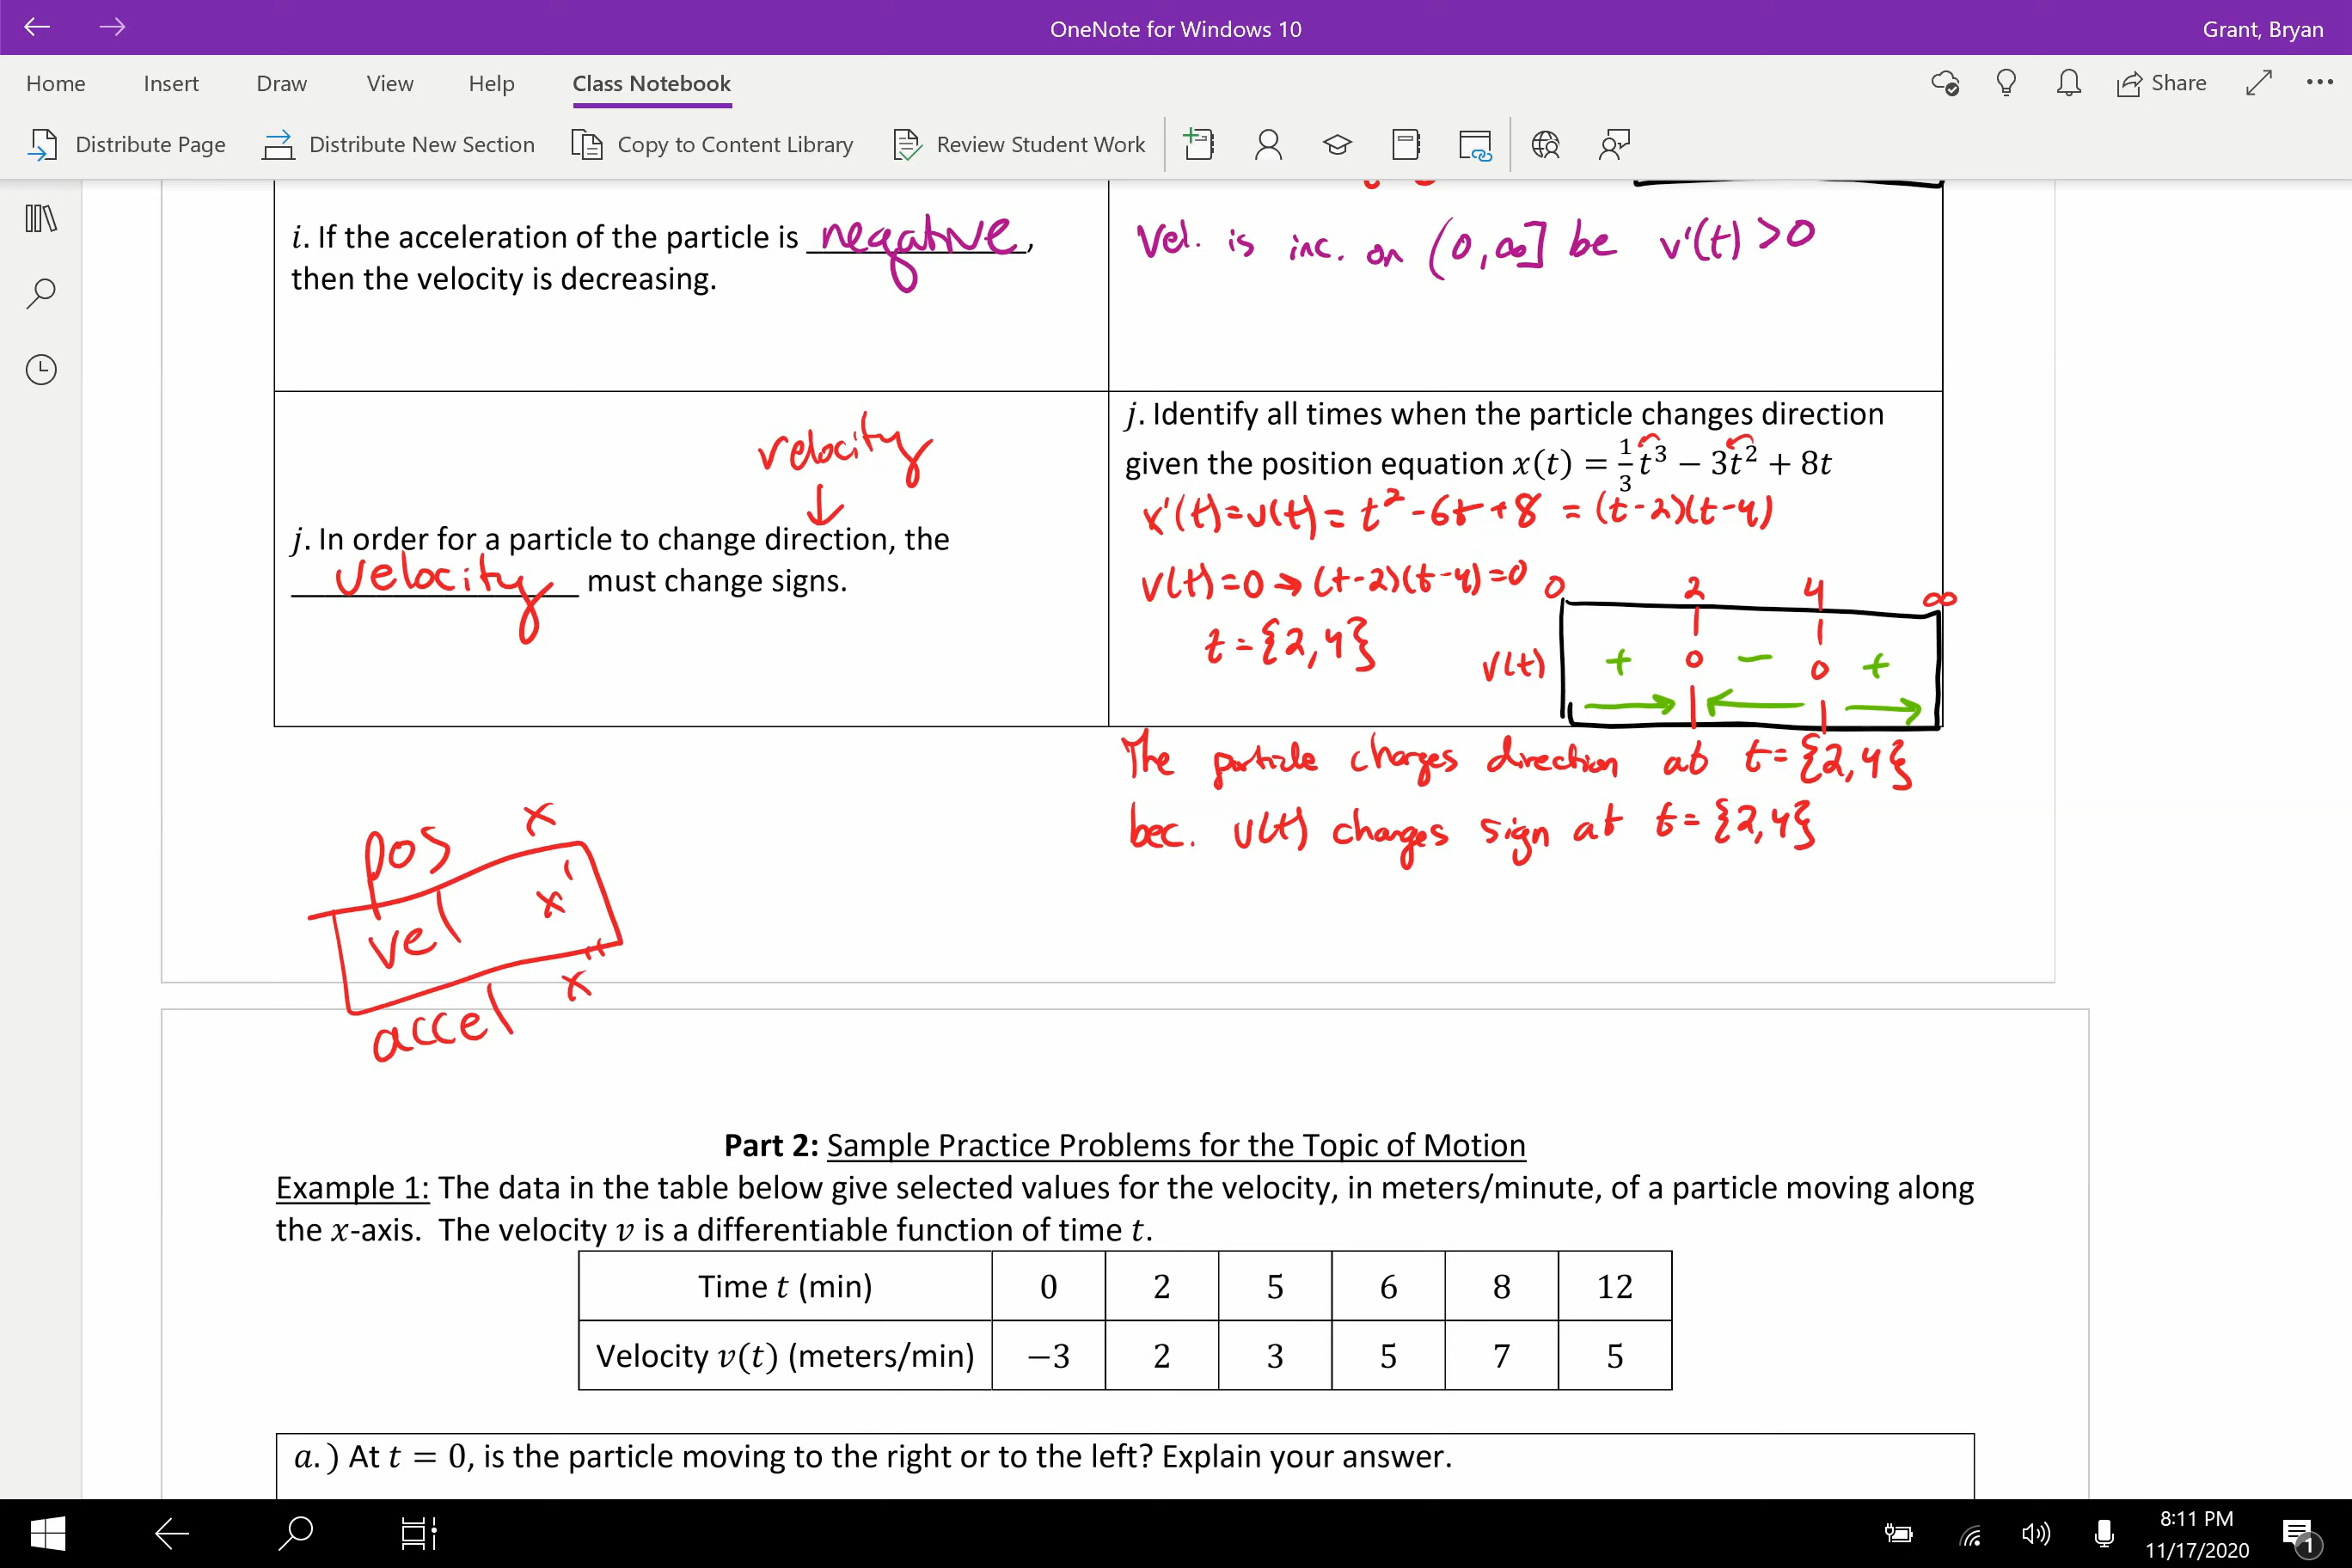 OneNote for Windows 10
Grant, Bryan
Home Insert Draw View Help Class Notebook
Share
Distribute Page Distribute New Section Copy to Content Library Review Student Work
i. If the acceleration of the particle is negative,
then the velocity is decreasing.
Vel. is inc. on (0,∞] bc v'(t) >0
velocity
↓
j. In order for a particle to change direction, the
velocity must change signs.
j. Identify all times when the particle changes direction
given the position equation x(t) = 1/3 t³ − 3t² + 8t
x'(t)=v(t)= t² -6t +8 = (t-2)(t-4)
v(t)=0 → (t-2)(t-4)=0
t = {2,4}
0 2 4 ∞
v(t) + 0 − 0 +
The particle changes direction at t={2,4}
bec. v(t) changes sign at t={2,4}
pos x
vel x'
accel x"
Part 2: Sample Practice Problems for the Topic of Motion
Example 1: The data in the table below give selected values for the velocity, in meters/minute, of a particle moving along
the x-axis. The velocity v is a differentiable function of time t.
Time t (min) 0 2 5 6 8 12
Velocity v(t) (meters/min) −3 2 3 5 7 5
a.) At t = 0, is the particle moving to the right or to the left? Explain your answer.
8:11 PM
11/17/2020
1